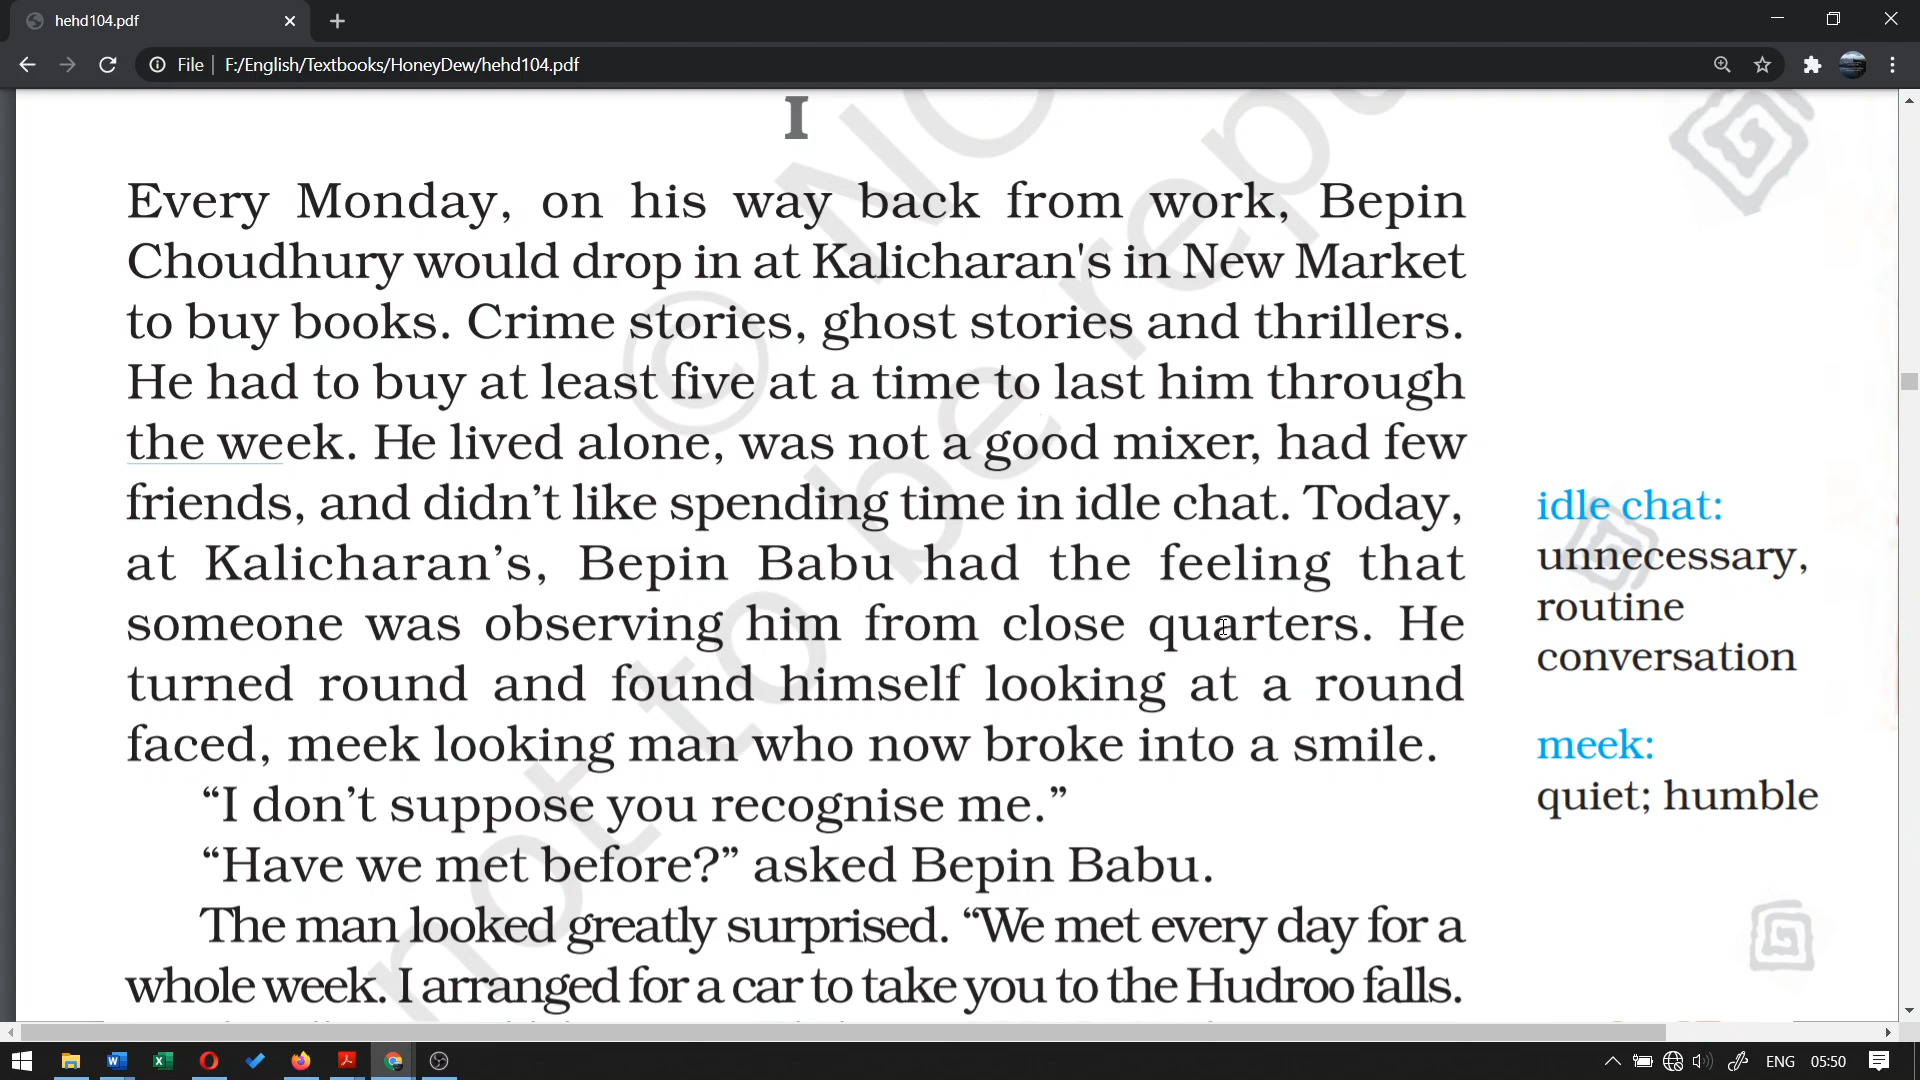 hehd104.pdf
File | F:/English/Textbooks/HoneyDew/hehd104.pdf
I
Every Monday, on his way back from work, Bepin
Choudhury would drop in at Kalicharan's in New Market
to buy books. Crime stories, ghost stories and thrillers.
He had to buy at least five at a time to last him through
the week. He lived alone, was not a good mixer, had few
friends, and didn’t like spending time in idle chat. Today,
at Kalicharan’s, Bepin Babu had the feeling that
someone was observing him from close quarters. He
turned round and found himself looking at a round
faced, meek looking man who now broke into a smile.
“I don’t suppose you recognise me.”
“Have we met before?” asked Bepin Babu.
The man looked greatly surprised. “We met every day for a
whole week. I arranged for a car to take you to the Hudroo falls.
idle chat:
unnecessary,
routine
conversation
meek:
quiet; humble
not to be repu
© NC
ENG 05:50